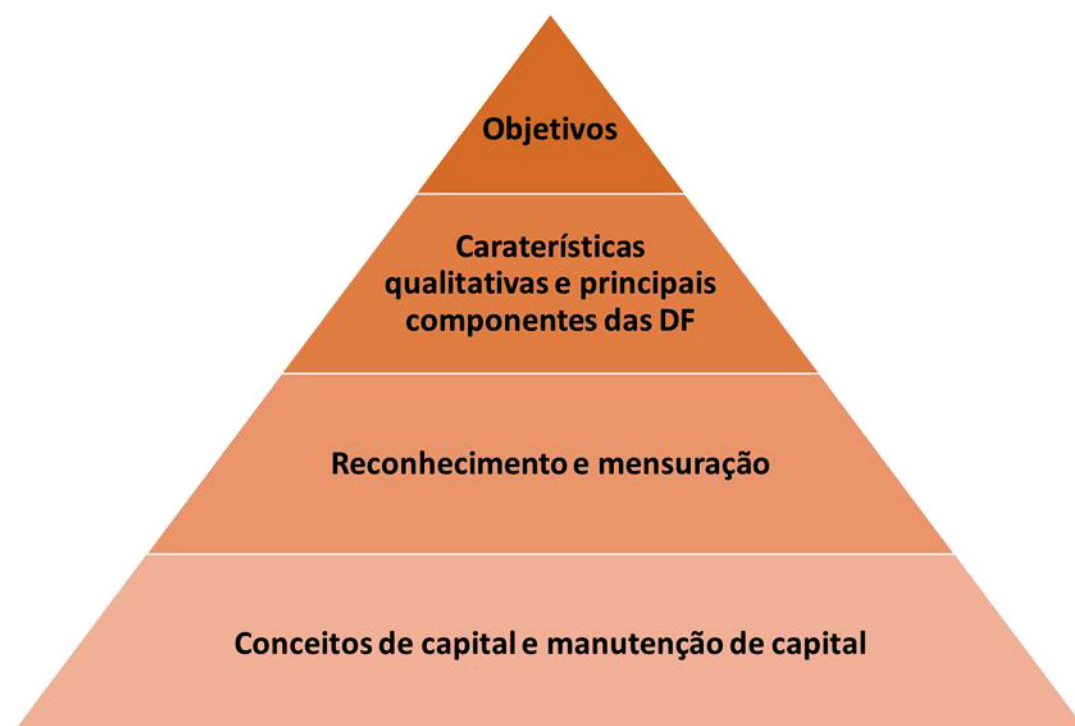 Objetivos
Caraterísticas
qualitativas e principais
componentes das DF
Reconhecimento e mensuração
Conceitos de capital e manutenção de capital